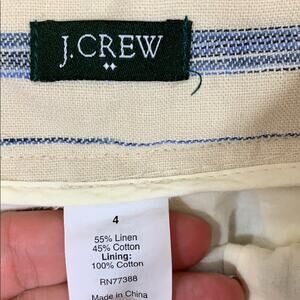 J.CREW
4
55% Linen
45% Cotton
Lining:
100% Cotton
RN77388
Made in China